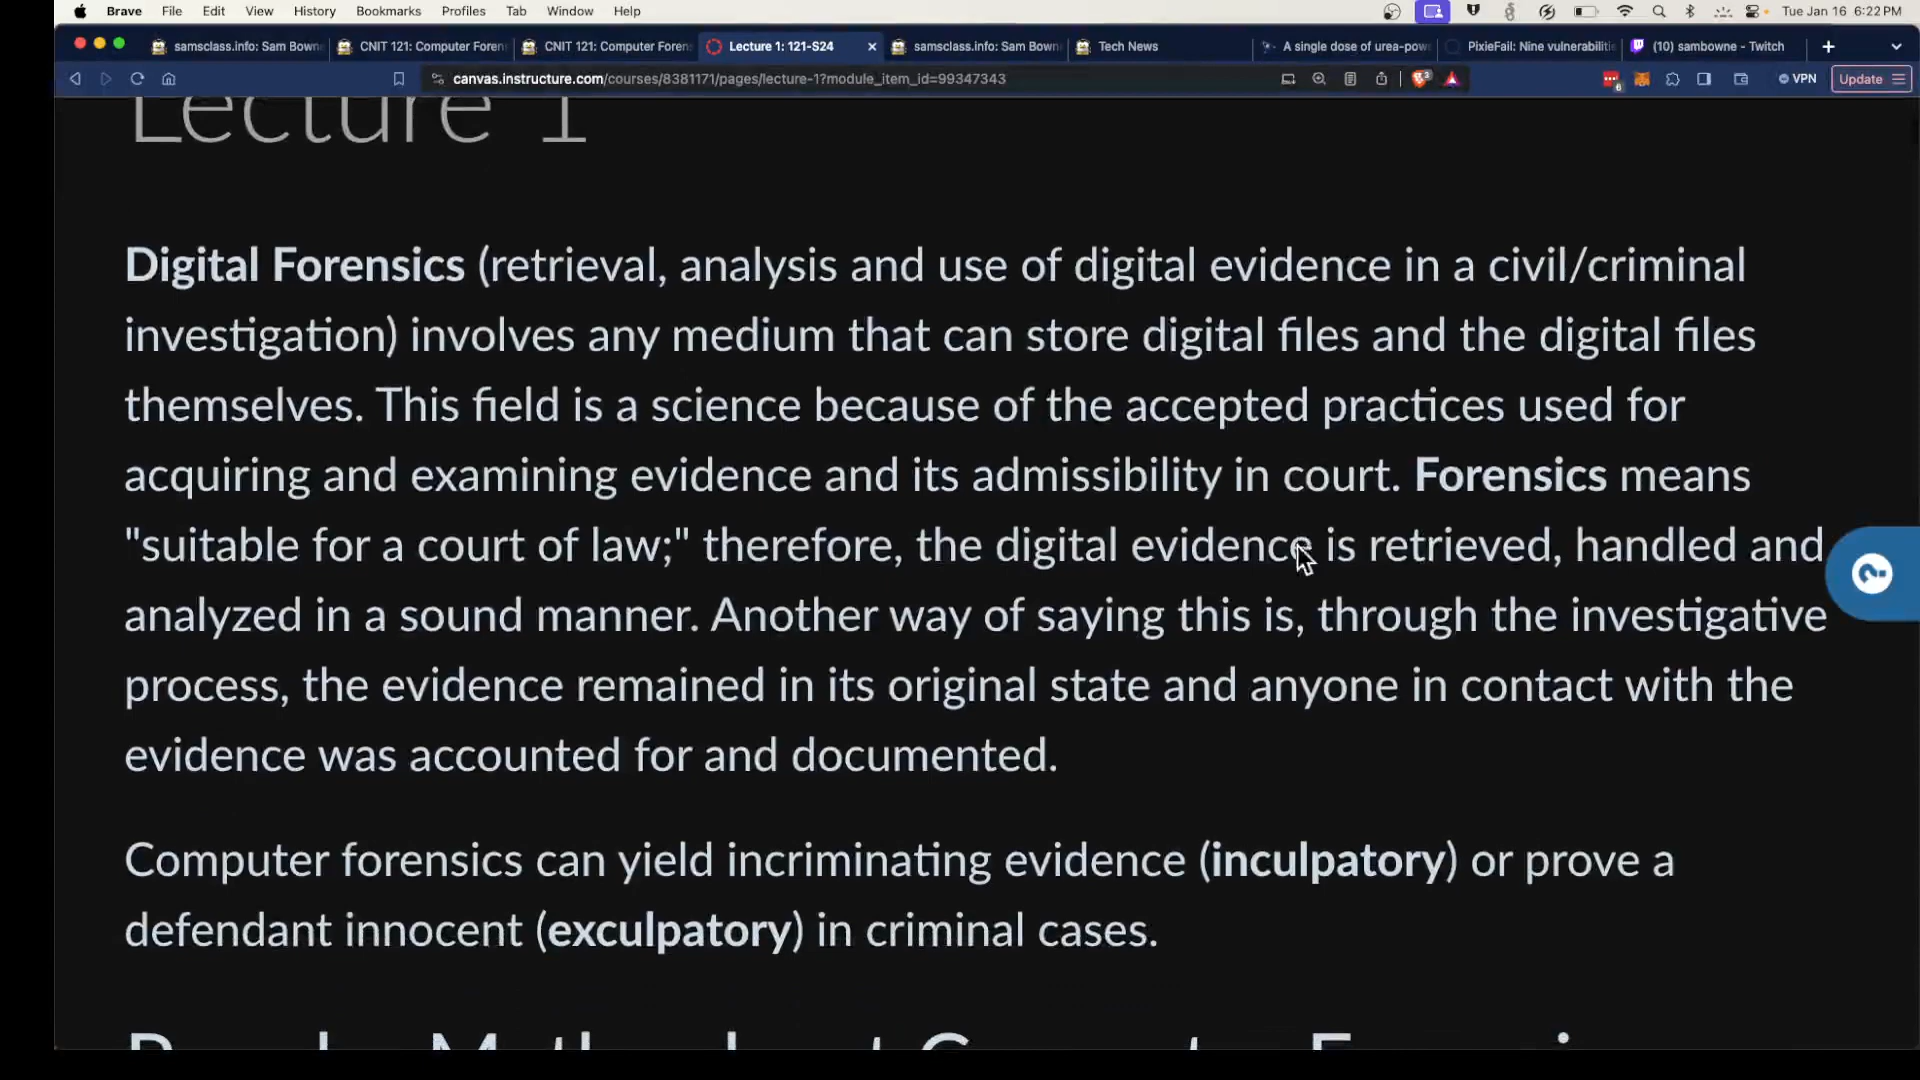 Brave File Edit View History Bookmarks Profiles Tab Window Help Tue Jan 16 6:22 PM
samsclass.info: Sam Bowne CNIT 121: Computer Foren CNIT 121: Computer Foren Lecture 1: 121-S24 samsclass.info: Sam Bown Tech News A single dose of urea-pow PixieFail: Nine vulnerabilitie (10) sambowne - Twitch
canvas.instructure.com/courses/8381171/pages/lecture-1?module_item_id=99347343 3 6 VPN Update
Lecture 1
Digital Forensics (retrieval, analysis and use of digital evidence in a civil/criminal
investigation) involves any medium that can store digital files and the digital files
themselves. This field is a science because of the accepted practices used for
acquiring and examining evidence and its admissibility in court. Forensics means
"suitable for a court of law;" therefore, the digital evidence is retrieved, handled and
analyzed in a sound manner. Another way of saying this is, through the investigative
process, the evidence remained in its original state and anyone in contact with the
evidence was accounted for and documented.
Computer forensics can yield incriminating evidence (inculpatory) or prove a
defendant innocent (exculpatory) in criminal cases.